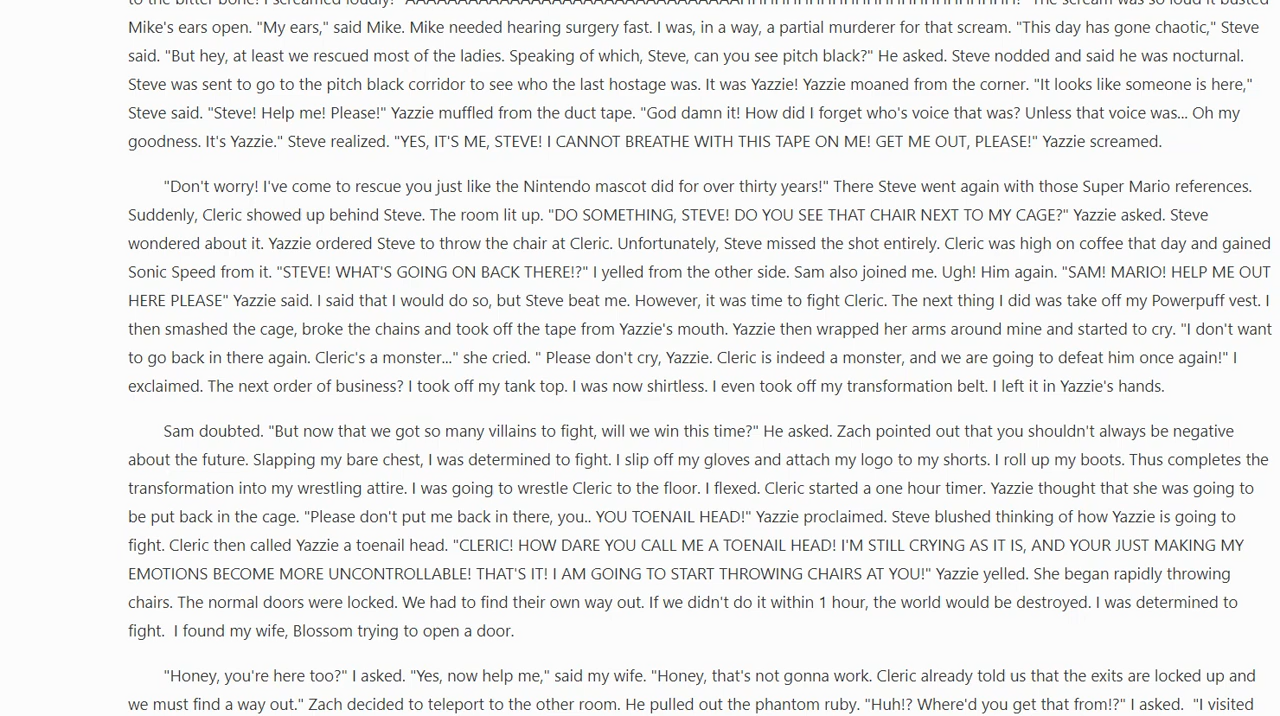 to the bitter bone! I screamed loudly! "AAAAAAAAAAAAAAAAAAAAAAAAAAAAAAAAAHHHHHHHHHHHHHHHHHHHHHHHHH!" The scream was so loud it busted
Mike's ears open. "My ears," said Mike. Mike needed hearing surgery fast. I was, in a way, a partial murderer for that scream. "This day has gone chaotic," Steve
said. "But hey, at least we rescued most of the ladies. Speaking of which, Steve, can you see pitch black?" He asked. Steve nodded and said he was nocturnal.
Steve was sent to go to the pitch black corridor to see who the last hostage was. It was Yazzie! Yazzie moaned from the corner. "It looks like someone is here,"
Steve said. "Steve! Help me! Please!" Yazzie muffled from the duct tape. "God damn it! How did I forget who's voice that was? Unless that voice was... Oh my
goodness. It's Yazzie." Steve realized. "YES, IT'S ME, STEVE! I CANNOT BREATHE WITH THIS TAPE ON ME! GET ME OUT, PLEASE!" Yazzie screamed.
"Don't worry! I've come to rescue you just like the Nintendo mascot did for over thirty years!" There Steve went again with those Super Mario references.
Suddenly, Cleric showed up behind Steve. The room lit up. "DO SOMETHING, STEVE! DO YOU SEE THAT CHAIR NEXT TO MY CAGE?" Yazzie asked. Steve
wondered about it. Yazzie ordered Steve to throw the chair at Cleric. Unfortunately, Steve missed the shot entirely. Cleric was high on coffee that day and gained
Sonic Speed from it. "STEVE! WHAT'S GOING ON BACK THERE!?" I yelled from the other side. Sam also joined me. Ugh! Him again. "SAM! MARIO! HELP ME OUT
HERE PLEASE" Yazzie said. I said that I would do so, but Steve beat me. However, it was time to fight Cleric. The next thing I did was take off my Powerpuff vest. I
then smashed the cage, broke the chains and took off the tape from Yazzie's mouth. Yazzie then wrapped her arms around mine and started to cry. "I don't want
to go back in there again. Cleric's a monster..." she cried. " Please don't cry, Yazzie. Cleric is indeed a monster, and we are going to defeat him once again!" I
exclaimed. The next order of business? I took off my tank top. I was now shirtless. I even took off my transformation belt. I left it in Yazzie's hands.
Sam doubted. "But now that we got so many villains to fight, will we win this time?" He asked. Zach pointed out that you shouldn't always be negative
about the future. Slapping my bare chest, I was determined to fight. I slip off my gloves and attach my logo to my shorts. I roll up my boots. Thus completes the
transformation into my wrestling attire. I was going to wrestle Cleric to the floor. I flexed. Cleric started a one hour timer. Yazzie thought that she was going to
be put back in the cage. "Please don't put me back in there, you.. YOU TOENAIL HEAD!" Yazzie proclaimed. Steve blushed thinking of how Yazzie is going to
fight. Cleric then called Yazzie a toenail head. "CLERIC! HOW DARE YOU CALL ME A TOENAIL HEAD! I'M STILL CRYING AS IT IS, AND YOUR JUST MAKING MY
EMOTIONS BECOME MORE UNCONTROLLABLE! THAT'S IT! I AM GOING TO START THROWING CHAIRS AT YOU!" Yazzie yelled. She began rapidly throwing
chairs. The normal doors were locked. We had to find their own way out. If we didn't do it within 1 hour, the world would be destroyed. I was determined to
fight.  I found my wife, Blossom trying to open a door.
"Honey, you're here too?" I asked. "Yes, now help me," said my wife. "Honey, that's not gonna work. Cleric already told us that the exits are locked up and
we must find a way out." Zach decided to teleport to the other room. He pulled out the phantom ruby. "Huh!? Where'd you get that from!?" I asked.  "I visited